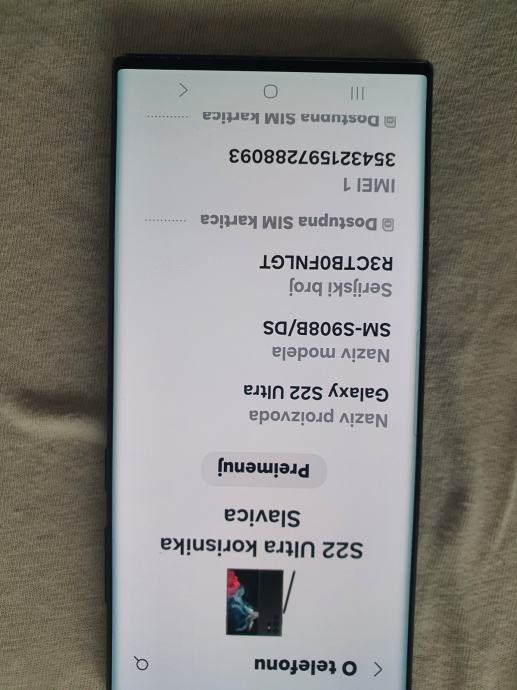 O telefonu
S22 Ultra korisnika
Slavica
Preimenuj
Naziv proizvoda
Galaxy S22 Ultra
Naziv modela
SM-S908B/DS
Serijski broj
R3CTB0FNLGT
Dostupna SIM kartica
IMEI 1
354321597288093
Dostupna SIM kartica